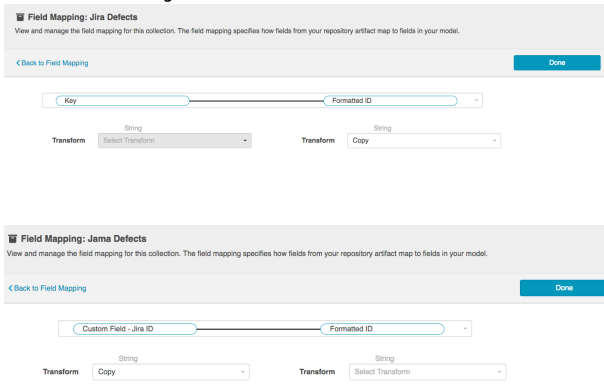 Field Mapping: Jira Defects
View and manage the field mapping for this collection. The field mapping specifies how fields from your repository artifact map to fields in your model.
Back to Field Mapping Done
Key Formatted ID
String String
Transform Select Transform Transform Copy
Field Mapping: Jama Defects
View and manage the field mapping for this collection. The field mapping specifies how fields from your repository artifact map to fields in your model.
Back to Field Mapping Done
Custom Field - Jira ID Formatted ID
String String
Transform Copy Transform Select Transform